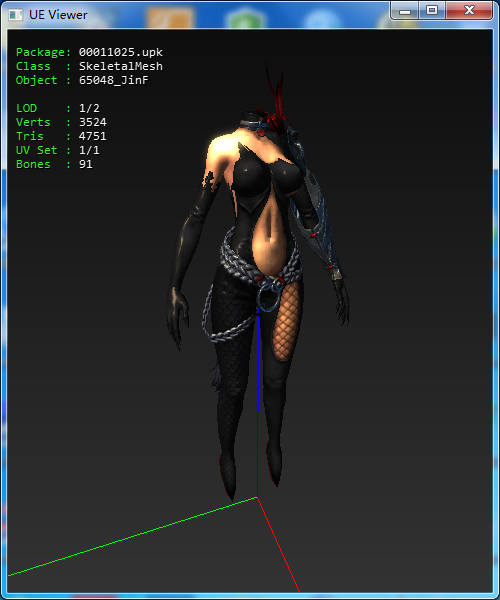 UE Viewer
Package: 00011025.upk
Class : SkeletalMesh
Object : 65048_JinF
LOD : 1/2
Verts : 3524
Tris : 4751
UV Set : 1/1
Bones : 91